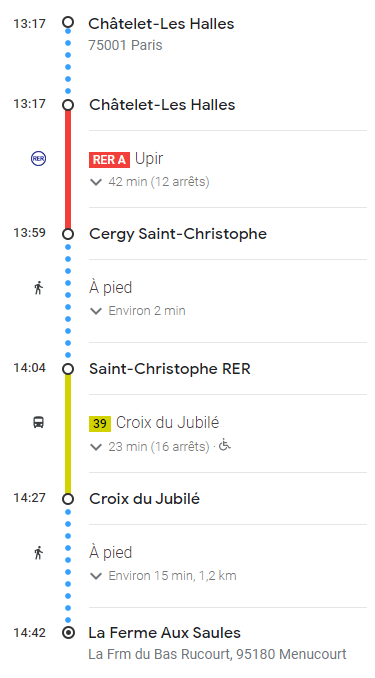 13:17 Châtelet-Les Halles
75001 Paris
13:17 Châtelet-Les Halles
RER RER A Upir
42 min (12 arrêts)
13:59 Cergy Saint-Christophe
À pied
Environ 2 min
14:04 Saint-Christophe RER
39 Croix du Jubilé
23 min (16 arrêts) ·
14:27 Croix du Jubilé
À pied
Environ 15 min, 1,2 km
14:42 La Ferme Aux Saules
La Frm du Bas Rucourt, 95180 Menucourt